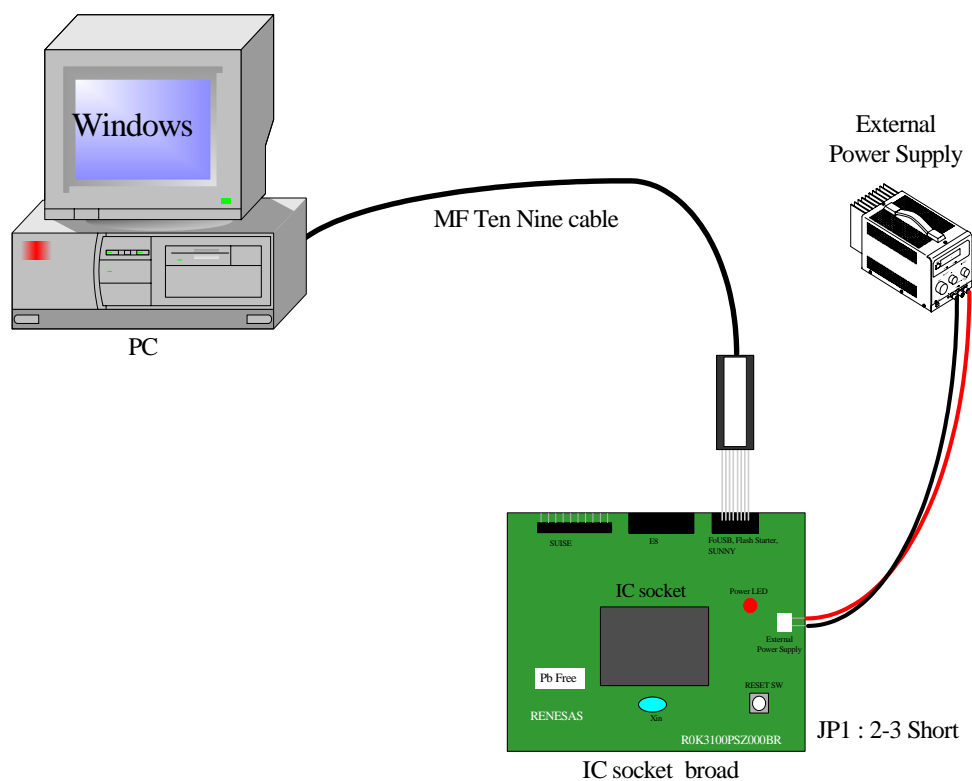 Windows
External
Power Supply
MF Ten Nine cable
PC
SUISE
E8
FoUSB, Flash Starter,
SUNNY
IC socket
Power LED
External
Power Supply
Pb Free
RESET SW
RENESAS
Xin
R0K3100PSZ000BR
JP1 : 2-3 Short
IC socket broad